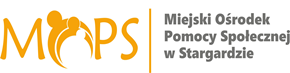 MOPS
Miejski Ośrodek
Pomocy Społecznej
w Stargardzie